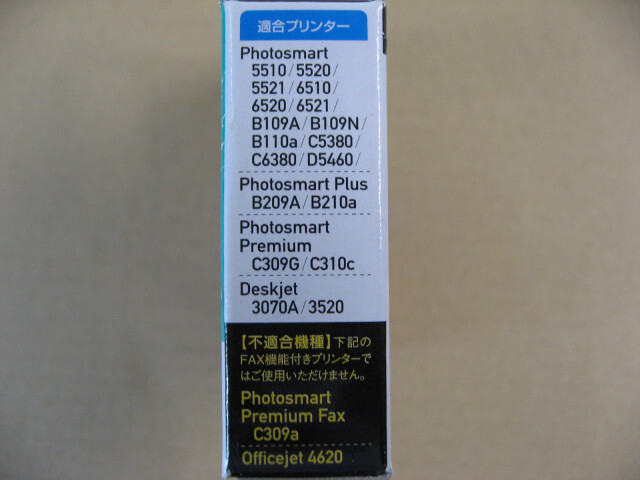 適合プリンター
Photosmart
5510/5520/
5521/6510/
6520/6521/
B109A/B109N/
B110a/C5380/
C6380/D5460/
Photosmart Plus
B209A/B210a
Photosmart
Premium
C309G/C310c
Deskjet
3070A/3520
【不適合機種】下記の
FAX機能付きプリンターで
はご使用いただけません。
Photosmart
Premium Fax
C309a
Officejet 4620